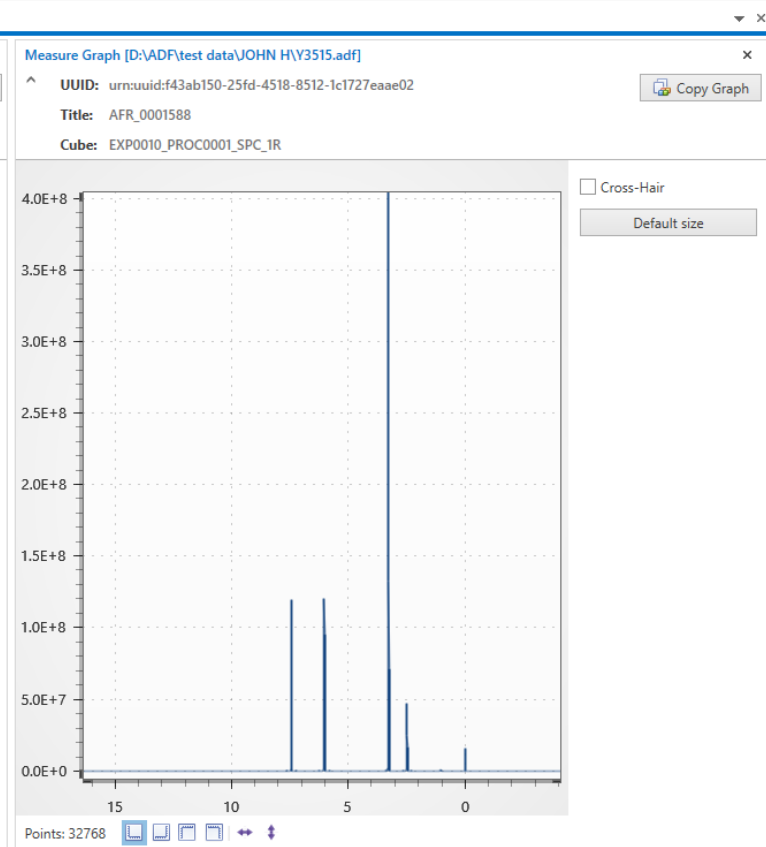 Measure Graph [D:\ADF\test data\JOHN H\Y3515.adf]
UUID: urn:uuid:f43ab150-25fd-4518-8512-1c1727eaae02
Copy Graph
Title: AFR_0001588
Cube: EXP0010_PROC0001_SPC_1R
Cross-Hair
Default size
4.0E+8
3.5E+8
3.0E+8
2.5E+8
2.0E+8
1.5E+8
1.0E+8
5.0E+7
0.0E+0
15 10 5 0
Points: 32768